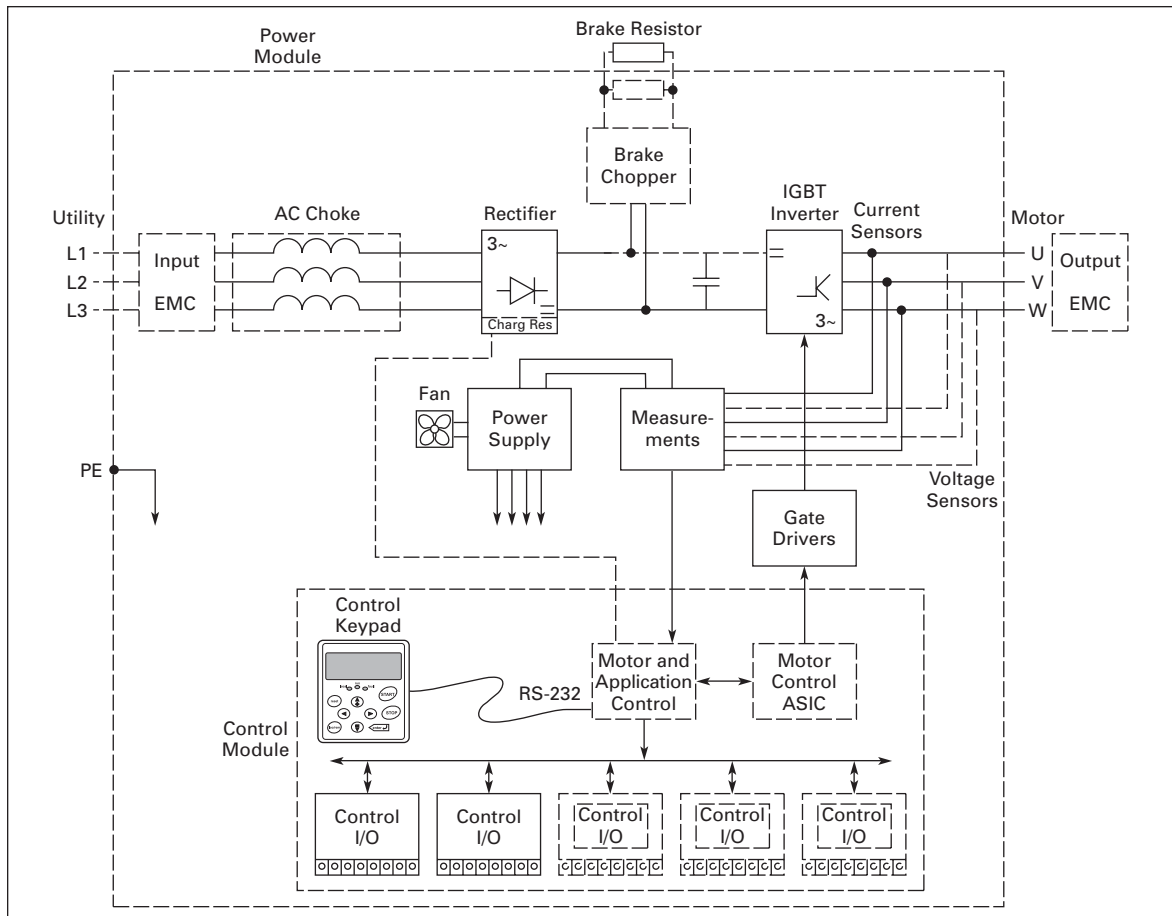 Brake Resistor
Power
Module
Brake
Chopper
IGBT
Inverter
Current
Sensors
Utility
AC Choke
Rectifier
Motor
L1
L2
L3
Input
EMC
3~
Charg Res
3~
U
V
W
Output
EMC
Fan
Power
Supply
Measure-
ments
PE
Voltage
Sensors
Gate
Drivers
Control
Keypad
START
STOP
RS-232
Motor and
Application
Control
Motor
Control
ASIC
Control
Module
Control
I/O
Control
I/O
Control
I/O
Control
I/O
Control
I/O